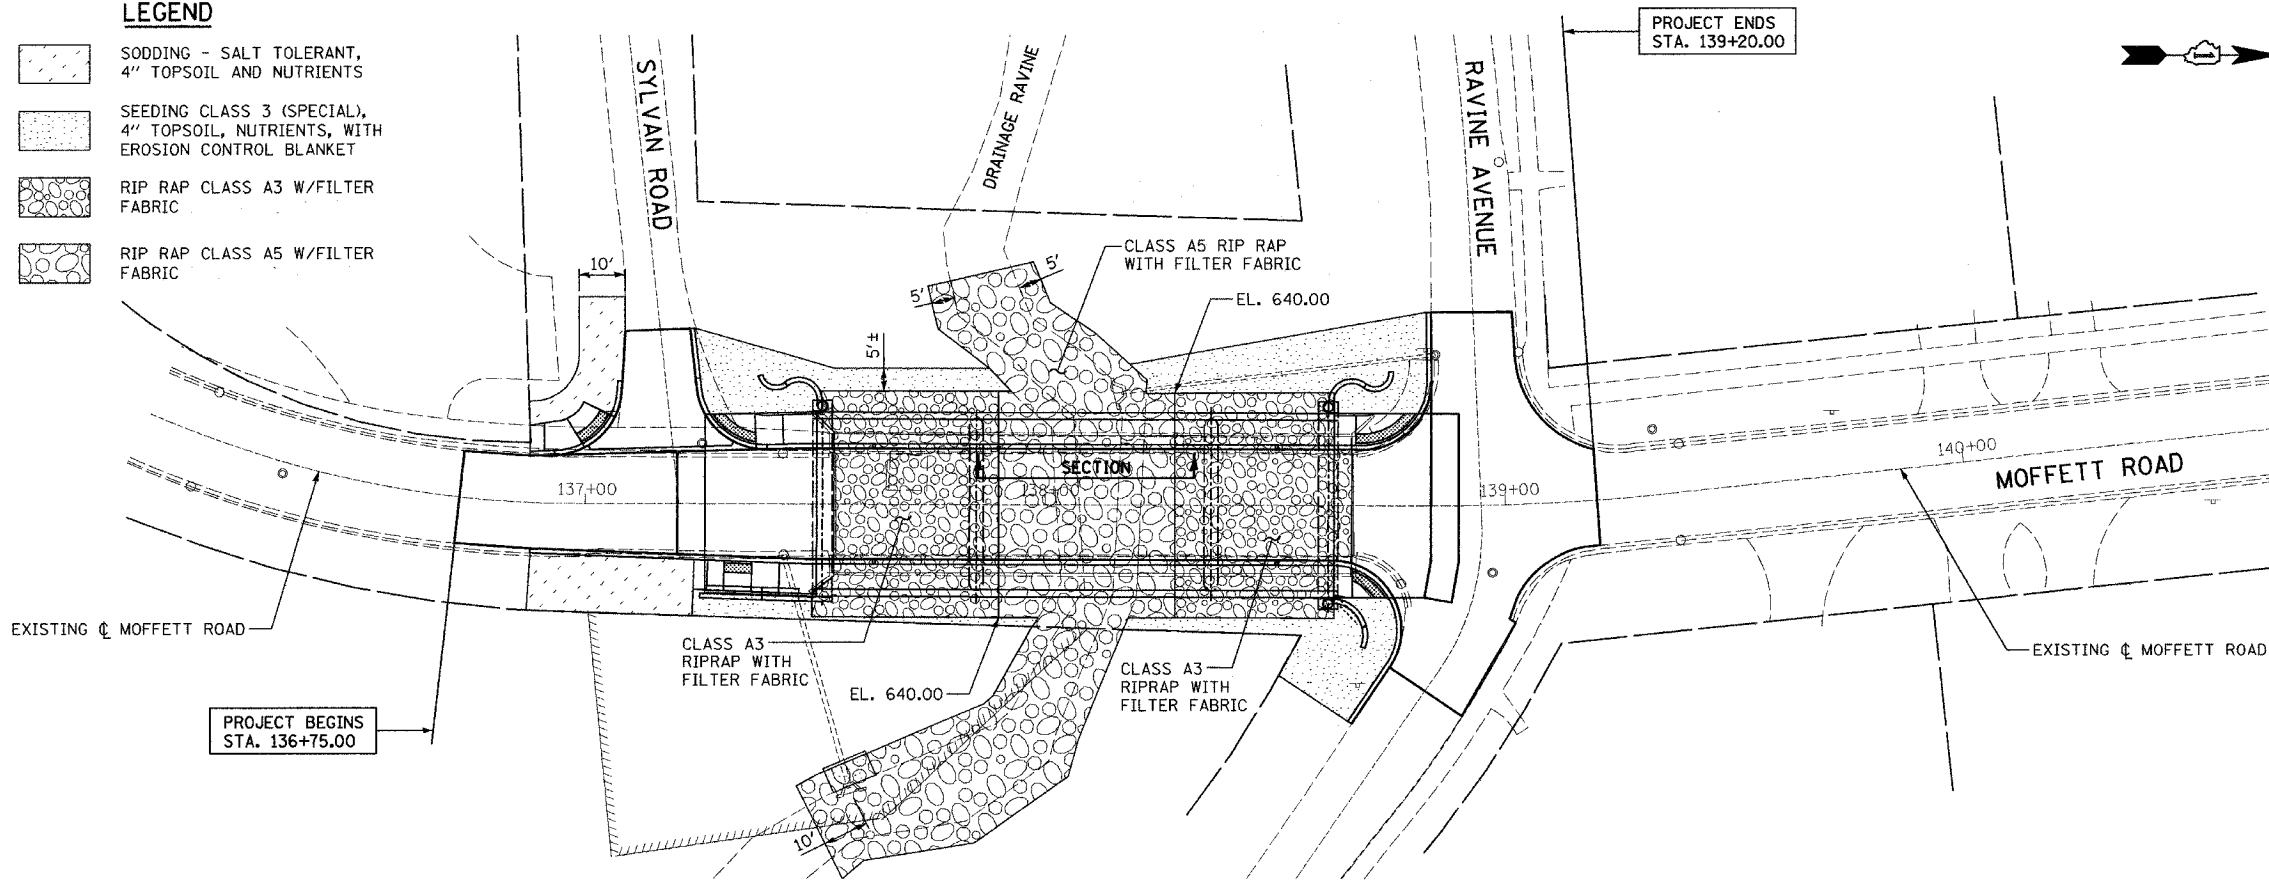 LEGEND
SODDING - SALT TOLERANT,
4" TOPSOIL AND NUTRIENTS
SEEDING CLASS 3 (SPECIAL),
4" TOPSOIL, NUTRIENTS, WITH
EROSION CONTROL BLANKET
RIP RAP CLASS A3 W/FILTER
FABRIC
RIP RAP CLASS A5 W/FILTER
FABRIC
PROJECT ENDS
STA. 139+20.00
SYLVAN ROAD
DRAINAGE RAVINE
RAVINE AVENUE
10'
5'
5'
CLASS A5 RIP RAP
WITH FILTER FABRIC
EL. 640.00
5'±
SECTION
137+00
138+00
139+00
140+00
MOFFETT ROAD
EXISTING ℄ MOFFETT ROAD
EXISTING ℄ MOFFETT ROAD
CLASS A3
RIPRAP WITH
FILTER FABRIC
EL. 640.00
CLASS A3
RIPRAP WITH
FILTER FABRIC
PROJECT BEGINS
STA. 136+75.00
10'